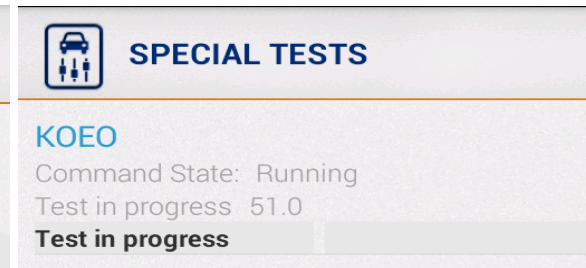 SPECIAL TESTS
KOEO
Command State: Running
Test in progress 51.0
Test in progress